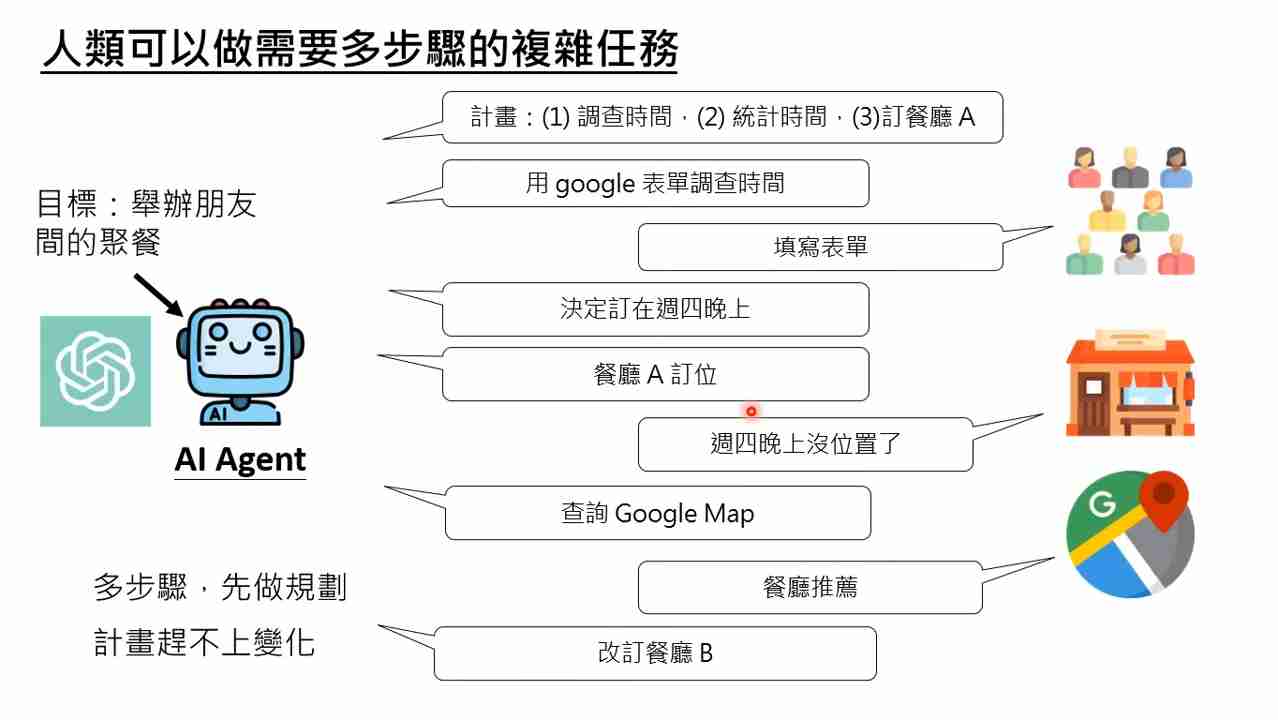 人類可以做需要多步驟的複雜任務
計畫：(1) 調查時間，(2) 統計時間，(3)訂餐廳 A
用 google 表單調查時間
目標：舉辦朋友
間的聚餐
填寫表單
決定訂在週四晚上
餐廳 A 訂位
AI
AI Agent
週四晚上沒位置了
G
查詢 Google Map
多步驟，先做規劃
餐廳推薦
計畫趕不上變化
改訂餐廳 B